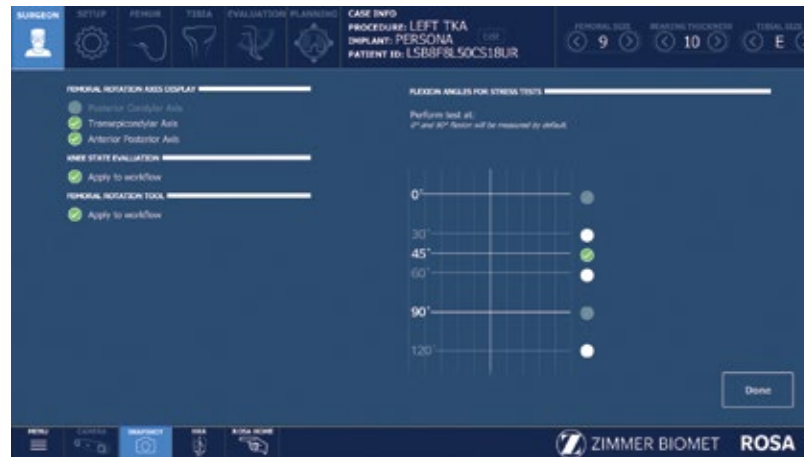 SURGEON SETUP FEMUR TIBIA EVALUATION PLANNING
CASE INFO
PROCEDURE: LEFT TKA
IMPLANT: PERSONA
PATIENT ID: LSB8F8L50CS18UR
EDIT
FEMORAL SIZE
9
BEARING THICKNESS
10
TIBIAL SIZE
E
FEMORAL ROTATION AXES DISPLAY
Posterior Condylar Axis
Transepicondylar Axis
Anterior Posterior Axis
KNEE STATE EVALUATION
Apply to workflow
FEMORAL ROTATION TOOL
Apply to workflow
FLEXION ANGLES FOR STRESS TESTS
Perform test at:
0° and 90° flexion will be measured by default.
0°
30°
45°
60°
90°
120°
Done
MENU CAMERA SNAPSHOT MAX ROSA HOME
ZIMMER BIOMET ROSA